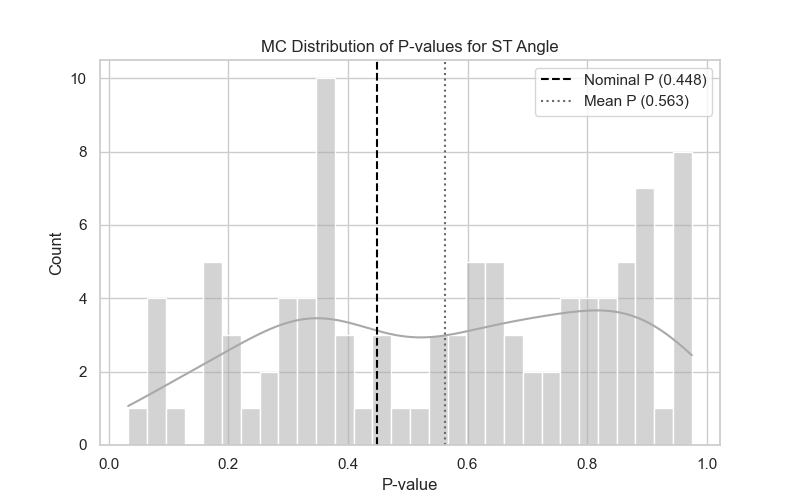 MC Distribution of P-values for ST Angle
Nominal P (0.448)
Mean P (0.563)
Count
10
8
6
4
2
0
0.0 0.2 0.4 0.6 0.8 1.0
P-value